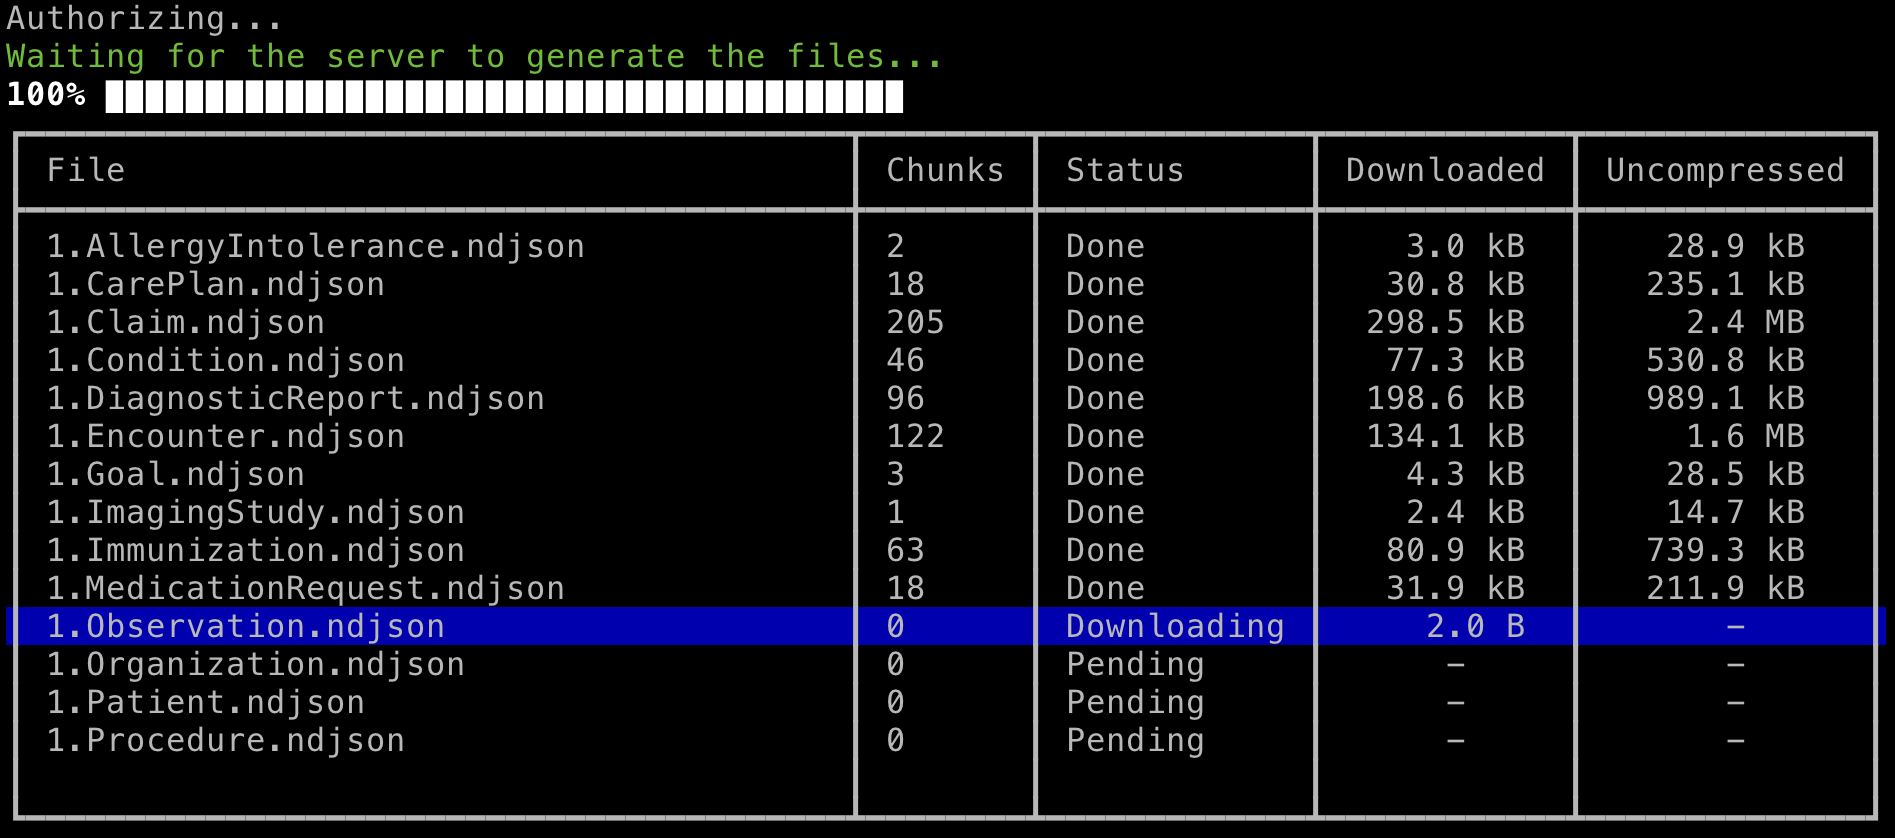 Authorizing...
Waiting for the server to generate the files...
100%
File Chunks Status Downloaded Uncompressed
1.AllergyIntolerance.ndjson 2 Done 3.0 kB 28.9 kB
1.CarePlan.ndjson 18 Done 30.8 kB 235.1 kB
1.Claim.ndjson 205 Done 298.5 kB 2.4 MB
1.Condition.ndjson 46 Done 77.3 kB 530.8 kB
1.DiagnosticReport.ndjson 96 Done 198.6 kB 989.1 kB
1.Encounter.ndjson 122 Done 134.1 kB 1.6 MB
1.Goal.ndjson 3 Done 4.3 kB 28.5 kB
1.ImagingStudy.ndjson 1 Done 2.4 kB 14.7 kB
1.Immunization.ndjson 63 Done 80.9 kB 739.3 kB
1.MedicationRequest.ndjson 18 Done 31.9 kB 211.9 kB
1.Observation.ndjson 0 Downloading 2.0 B –
1.Organization.ndjson 0 Pending – –
1.Patient.ndjson 0 Pending – –
1.Procedure.ndjson 0 Pending – –